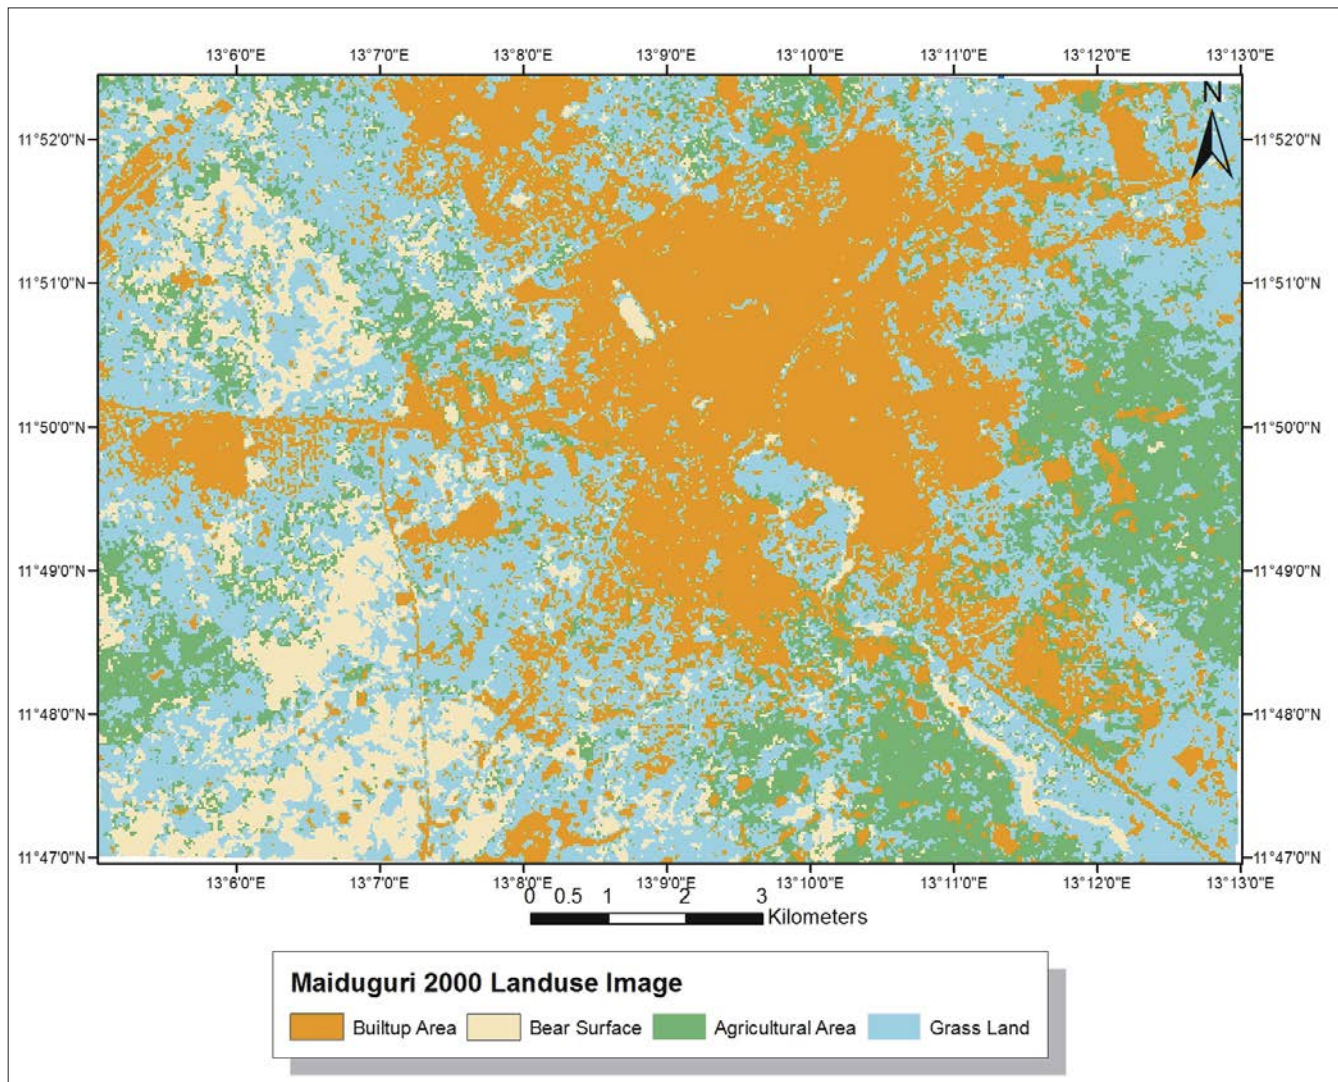 13°6'0"E 13°7'0"E 13°8'0"E 13°9'0"E 13°10'0"E 13°11'0"E 13°12'0"E 13°13'0"E
N
11°52'0"N 11°52'0"N
11°51'0"N 11°51'0"N
11°50'0"N 11°50'0"N
11°49'0"N 11°49'0"N
11°48'0"N 11°48'0"N
11°47'0"N 11°47'0"N
13°6'0"E 13°7'0"E 13°8'0"E 13°9'0"E 13°10'0"E 13°11'0"E 13°12'0"E 13°13'0"E
0 0.5 1 2 3
Kilometers
Maiduguri 2000 Landuse Image
Builtup Area Bear Surface Agricultural Area Grass Land